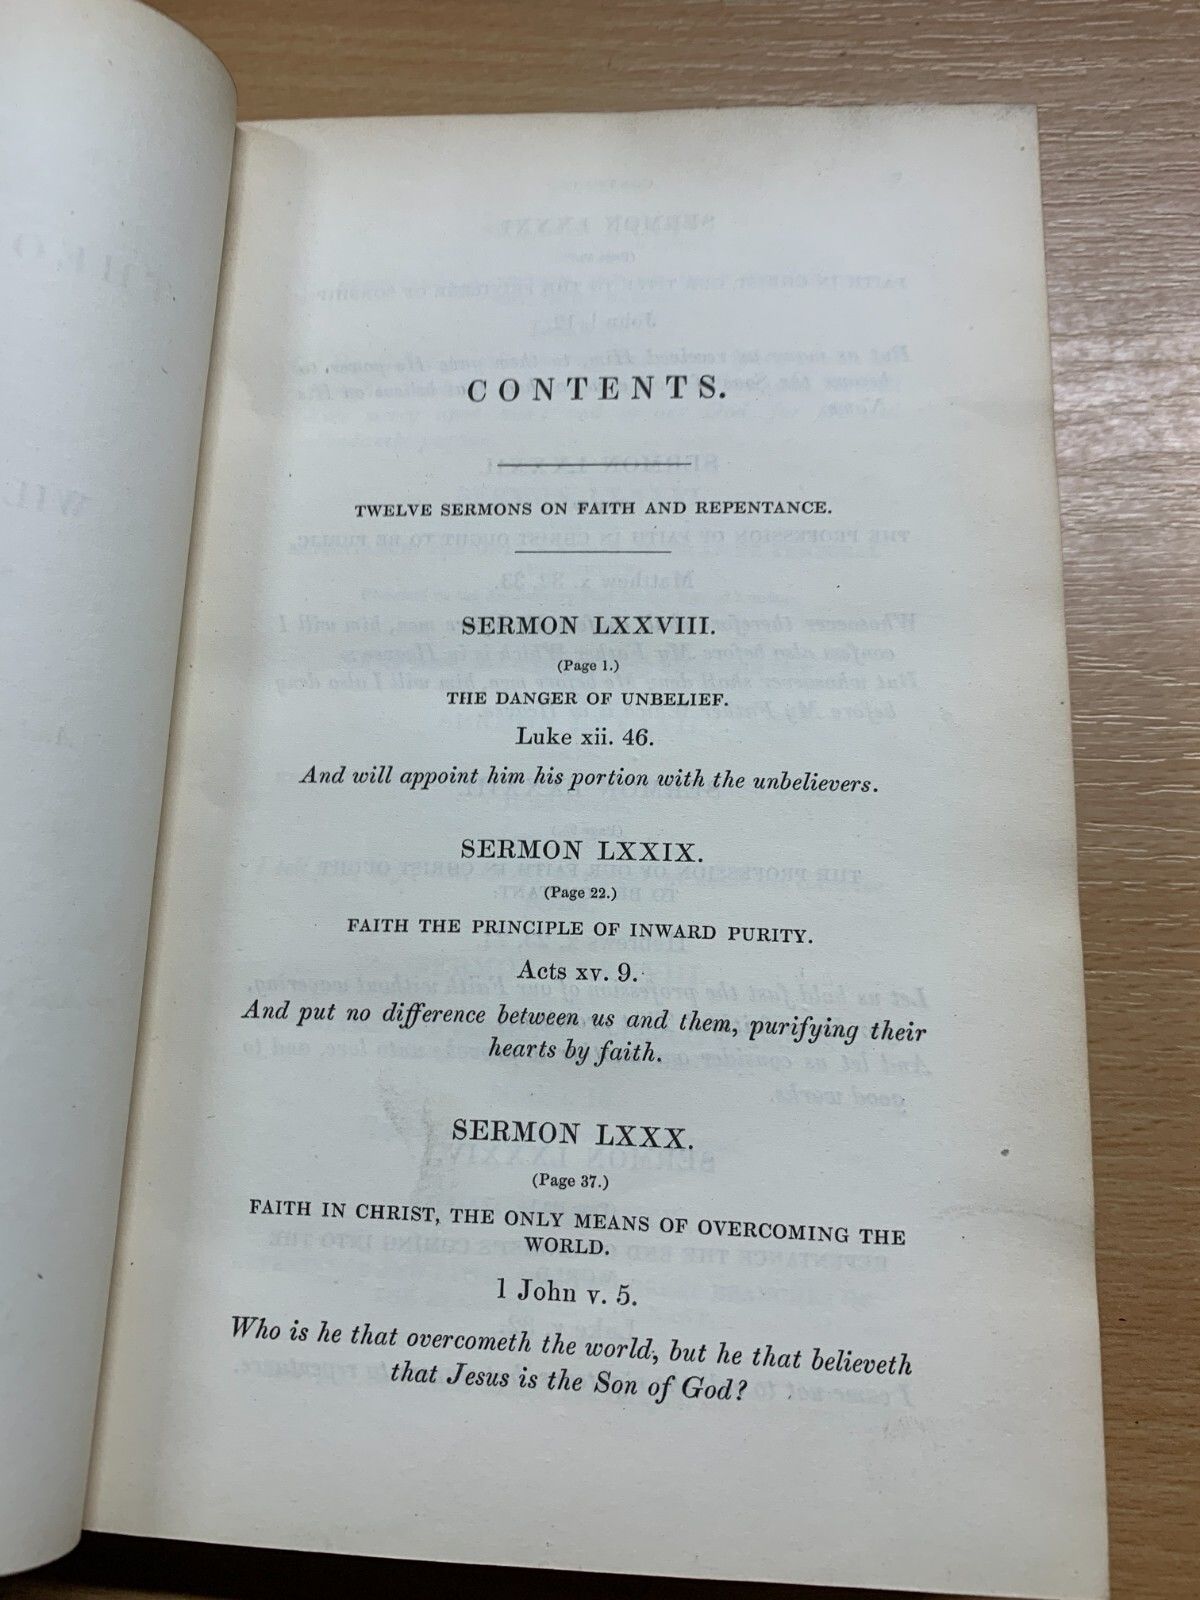 CONTENTS.
TWELVE SERMONS ON FAITH AND REPENTANCE.
SERMON LXXVIII.
(Page 1.)
THE DANGER OF UNBELIEF.
Luke xii. 46.
And will appoint him his portion with the unbelievers.
SERMON LXXIX.
(Page 22.)
FAITH THE PRINCIPLE OF INWARD PURITY.
Acts xv. 9.
And put no difference between us and them, purifying their
hearts by faith.
SERMON LXXX.
(Page 37.)
FAITH IN CHRIST, THE ONLY MEANS OF OVERCOMING THE
WORLD.
1 John v. 5.
Who is he that overcometh the world, but he that believeth
that Jesus is the Son of God?